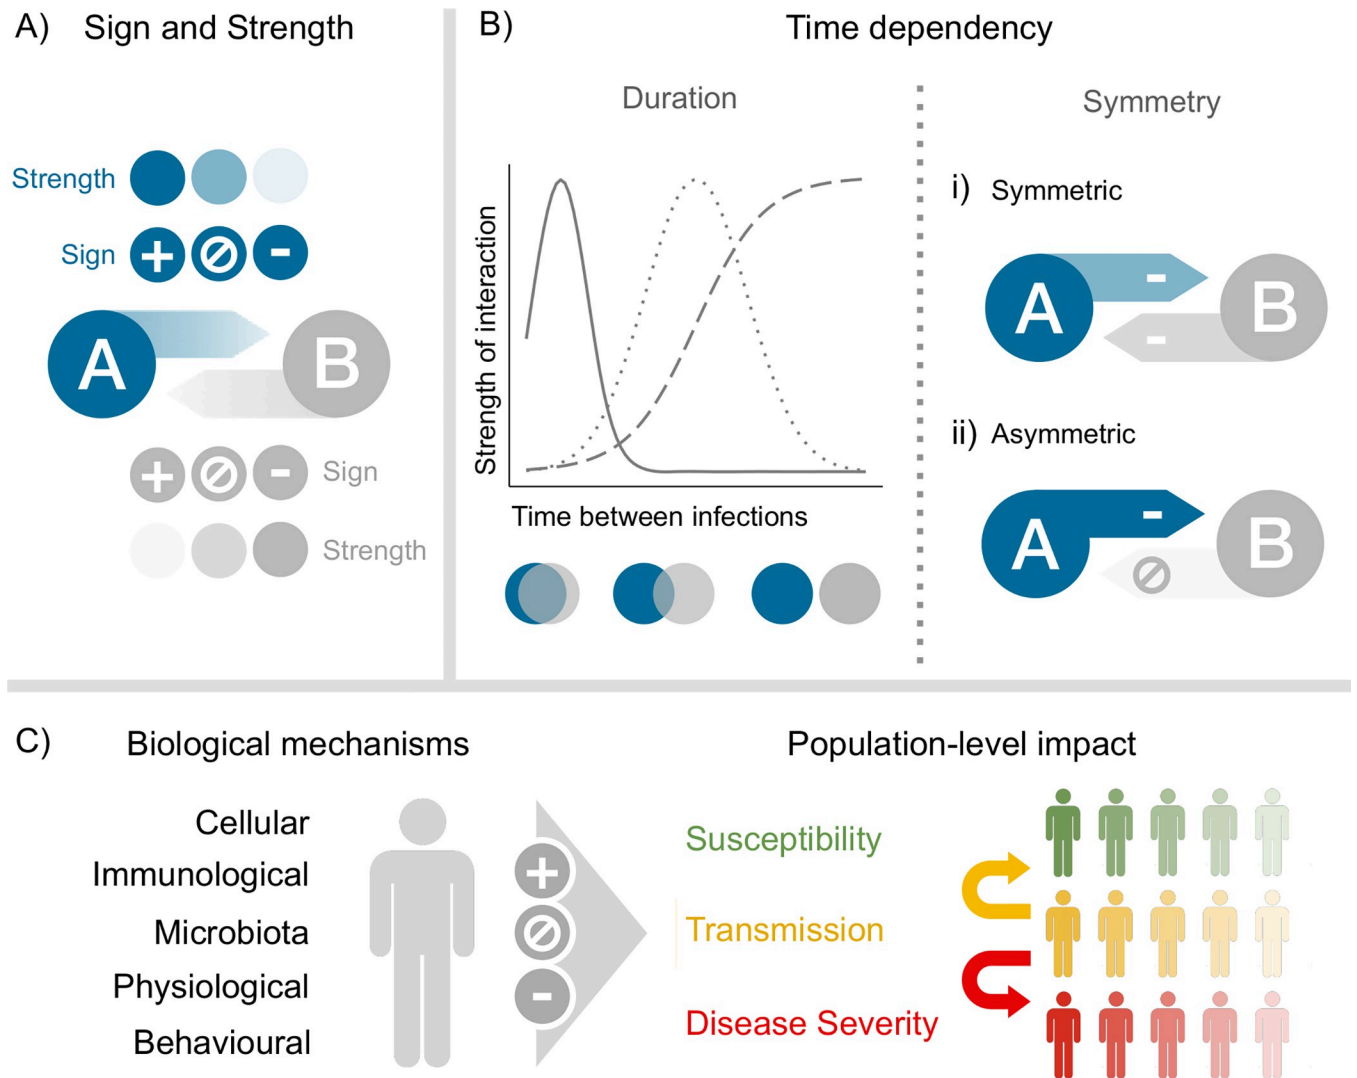 A) Sign and Strength
Strength
Sign
+ ⊘ -
A
B
+ ⊘ - Sign
Strength
B) Time dependency
Duration
Strength of interaction
Time between infections
Symmetry
i) Symmetric
A - B
-
ii) Asymmetric
A - B
⊘
C) Biological mechanisms
Cellular
Immunological
Microbiota
Physiological
Behavioural
+
⊘
-
Population-level impact
Susceptibility
Transmission
Disease Severity